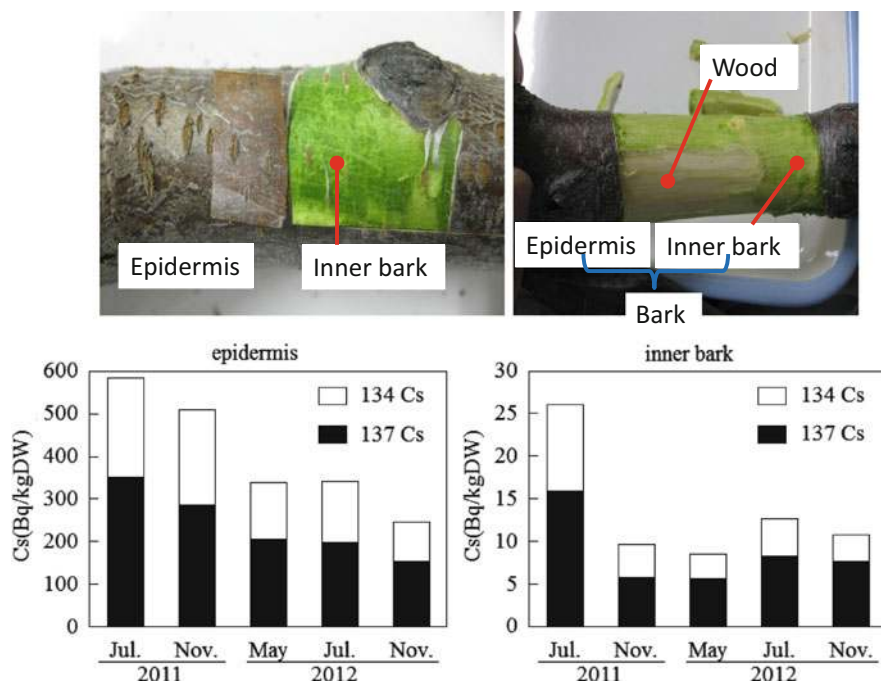 Wood
Epidermis
Inner bark
Epidermis
Inner bark
Bark
epidermis
Cs(Bq/kgDW)
600
500
400
300
200
100
0
134 Cs
137 Cs
Jul. Nov. May Jul. Nov.
2011 2012
inner bark
Cs(Bq/kgDW)
30
25
20
15
10
5
0
134 Cs
137 Cs
Jul. Nov. May Jul. Nov.
2011 2012